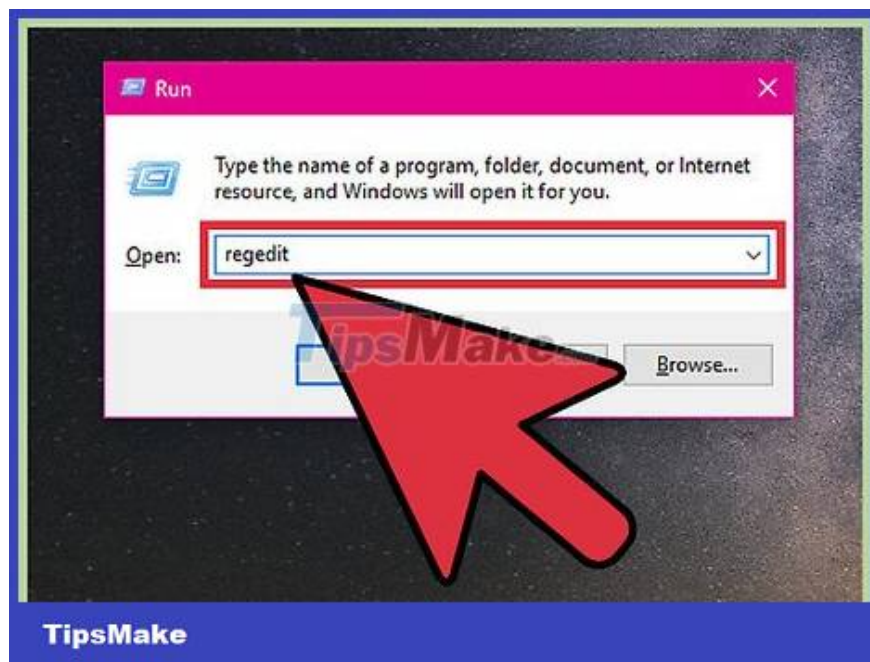 Run
Type the name of a program, folder, document, or Internet
resource, and Windows will open it for you.
Open:
regedit
TipsMake
Browse...
TipsMake